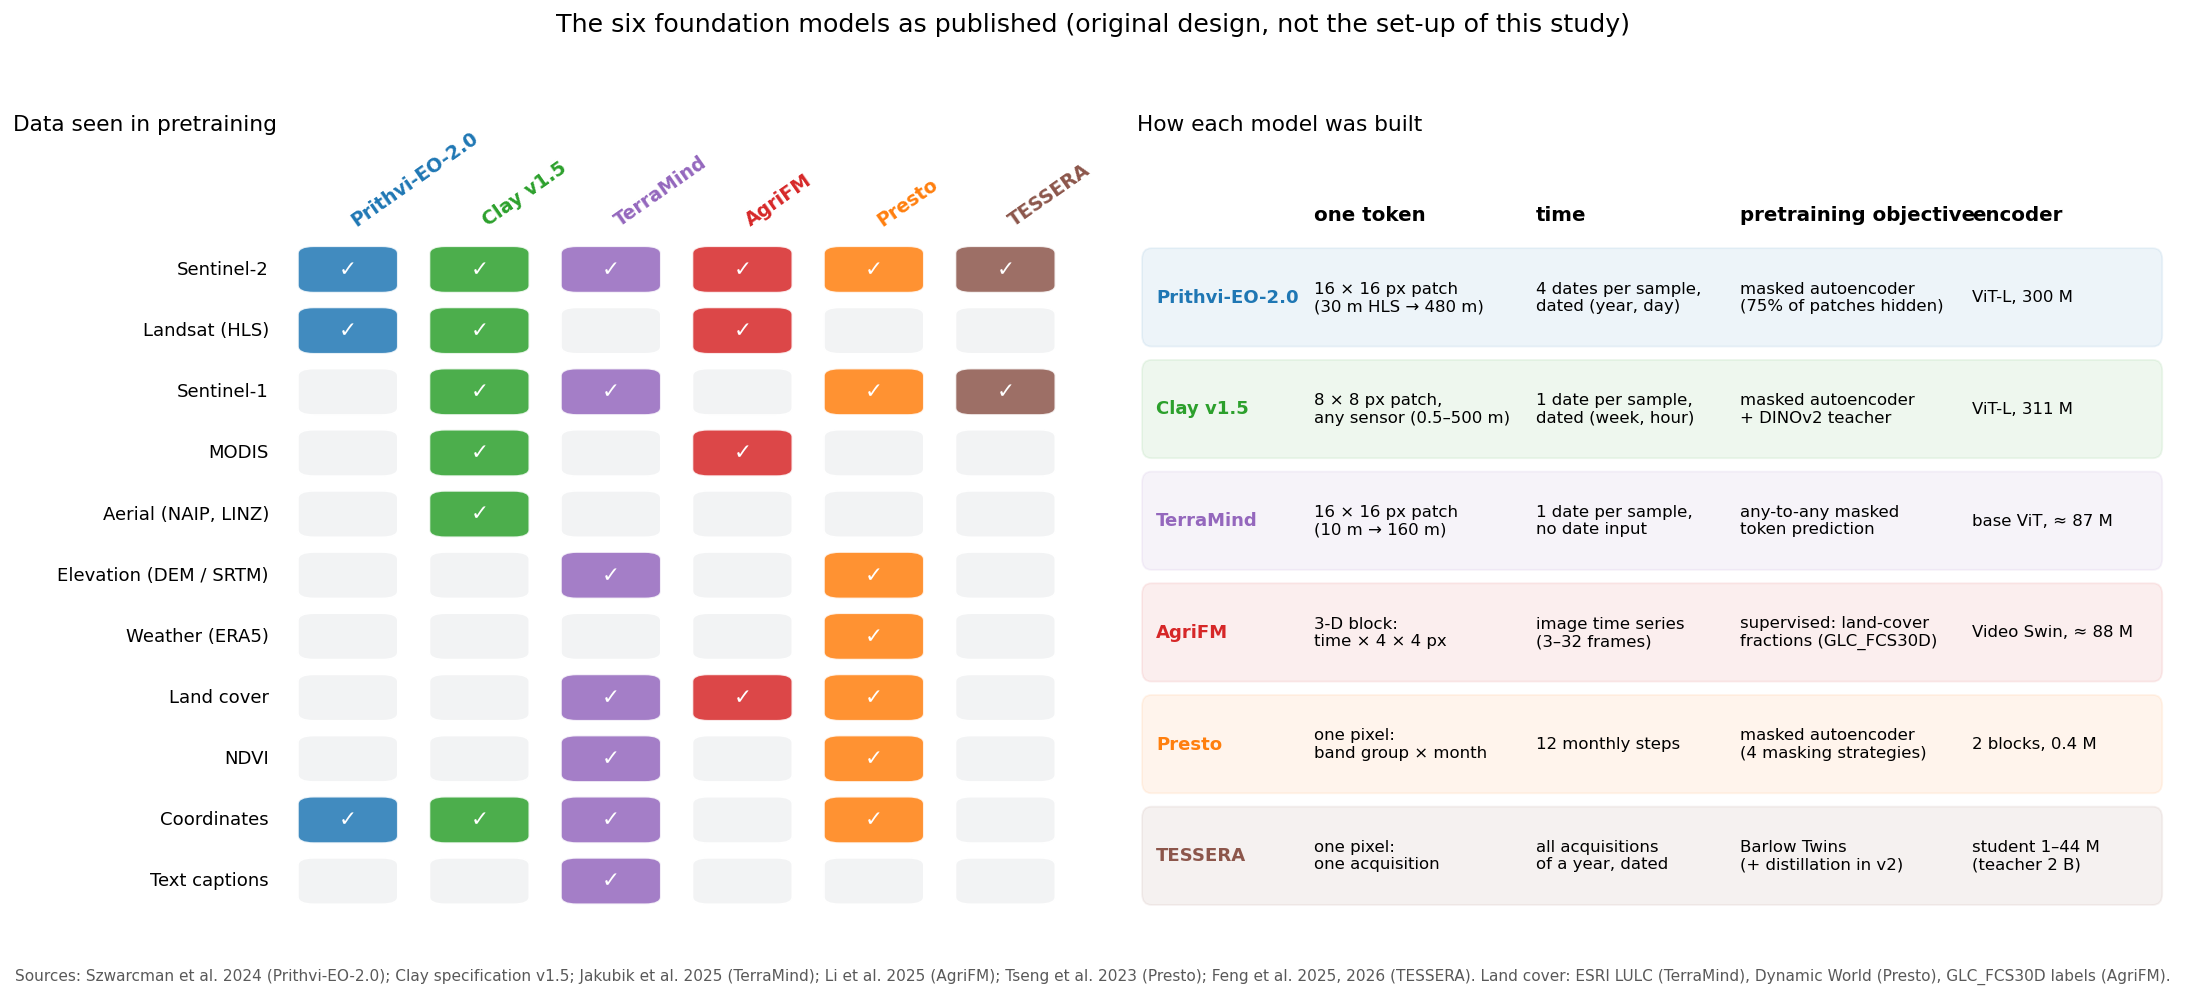 The six foundation models as published (original design, not the set-up of this study)
Data seen in pretraining
Prithvi-EO-2.0
Clay v1.5
TerraMind
AgriFM
Presto
TESSERA
Sentinel-2 ✓ ✓ ✓ ✓ ✓ ✓
Landsat (HLS) ✓ ✓ ✓
Sentinel-1 ✓ ✓ ✓ ✓
MODIS ✓ ✓
Aerial (NAIP, LINZ) ✓
Elevation (DEM / SRTM) ✓ ✓
Weather (ERA5) ✓
Land cover ✓ ✓ ✓
NDVI ✓ ✓
Coordinates ✓ ✓ ✓ ✓
Text captions ✓
How each model was built
one token
time
pretraining objective
encoder
Prithvi-EO-2.0
16 × 16 px patch
(30 m HLS → 480 m)
4 dates per sample,
dated (year, day)
masked autoencoder
(75% of patches hidden)
ViT-L, 300 M
Clay v1.5
8 × 8 px patch,
any sensor (0.5–500 m)
1 date per sample,
dated (week, hour)
masked autoencoder
+ DINOv2 teacher
ViT-L, 311 M
TerraMind
16 × 16 px patch
(10 m → 160 m)
1 date per sample,
no date input
any-to-any masked
token prediction
base ViT, ≈ 87 M
AgriFM
3-D block:
time × 4 × 4 px
image time series
(3–32 frames)
supervised: land-cover
fractions (GLC_FCS30D)
Video Swin, ≈ 88 M
Presto
one pixel:
band group × month
12 monthly steps
masked autoencoder
(4 masking strategies)
2 blocks, 0.4 M
TESSERA
one pixel:
one acquisition
all acquisitions
of a year, dated
Barlow Twins
(+ distillation in v2)
student 1–44 M
(teacher 2 B)
Sources: Szwarcman et al. 2024 (Prithvi-EO-2.0); Clay specification v1.5; Jakubik et al. 2025 (TerraMind); Li et al. 2025 (AgriFM); Tseng et al. 2023 (Presto); Feng et al. 2025, 2026 (TESSERA). Land cover: ESRI LULC (TerraMind), Dynamic World (Presto), GLC_FCS30D labels (AgriFM).